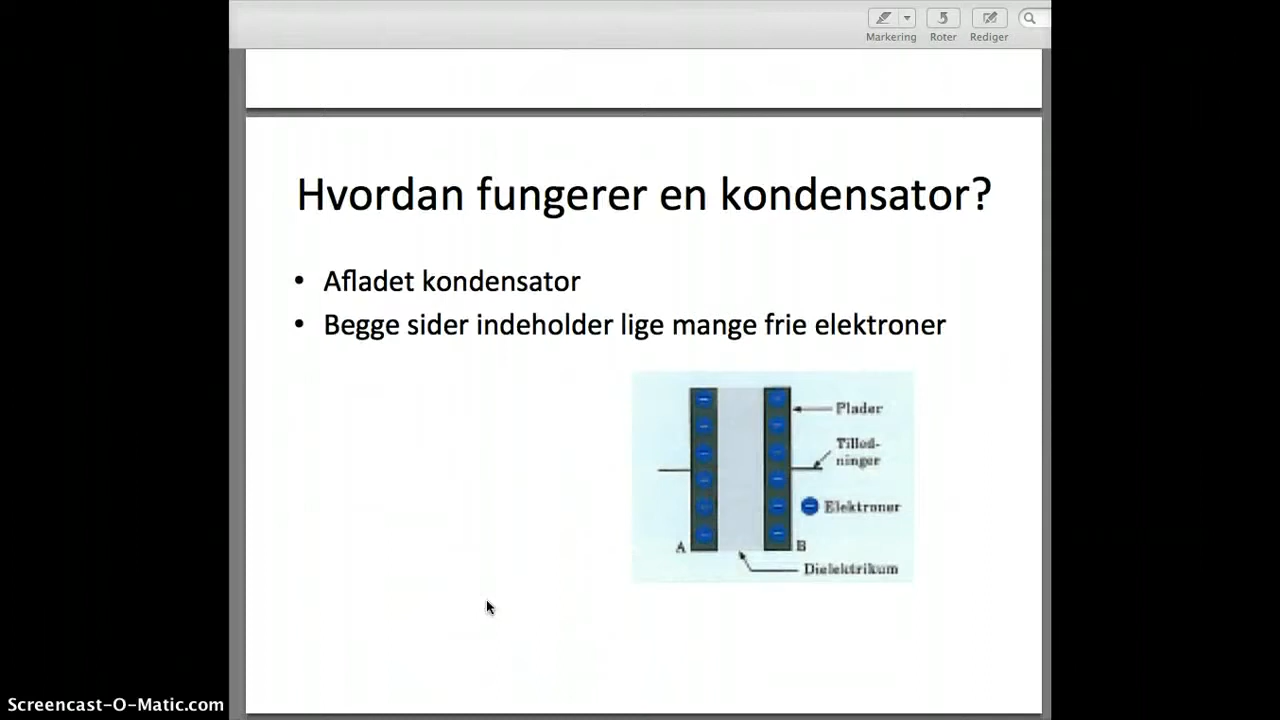 Markering
Roter
Rediger
Hvordan fungerer en kondensator?
• Afladet kondensator
• Begge sider indeholder lige mange frie elektroner
Plader
Tilled-
ninger
Elektroner
A
B
Dielektrikum
Screencast-O-Matic.com